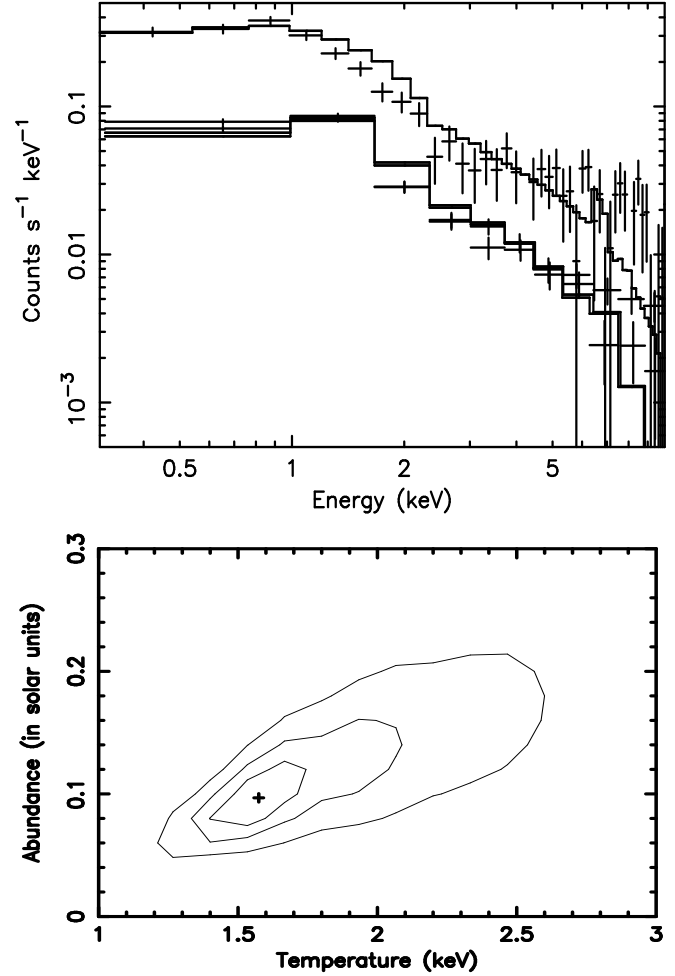 0.1
0.01
10⁻³
Counts s⁻¹ keV⁻¹
0.5 1 2 5
Energy (keV)
0.3
0.2
0.1
0
Abundance (in solar units)
1 1.5 2 2.5 3
Temperature (keV)